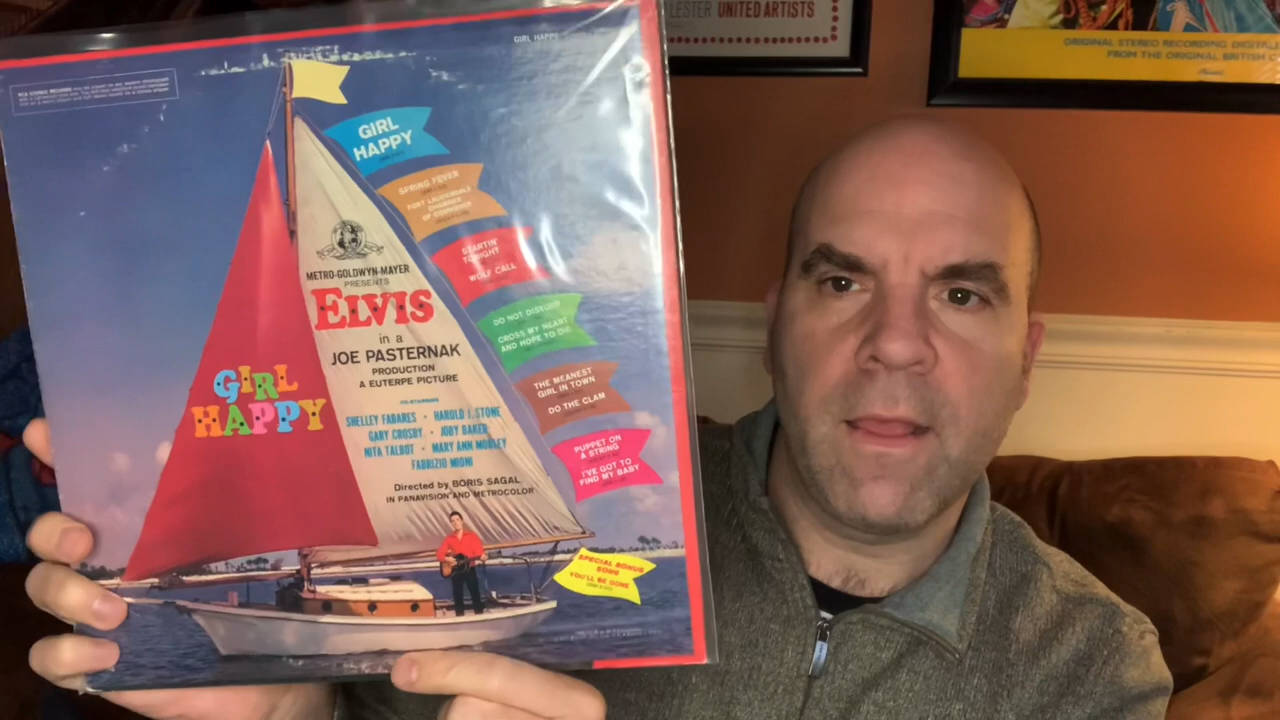 LESTER UNITED ARTISTS
ORIGINAL STEREO RECORDING DIGITALL
FROM THE ORIGINAL BRITISH
GIRL HAPPY
GIRL
HAPPY
SPRING FEVER
FORT LAUDERDALE
CHAMBER
OF COMMERCE
STARTIN'
TONIGHT
WOLF CALL
DO NOT DISTURB
CROSS MY HEART
AND HOPE TO DIE
THE MEANEST
GIRL IN TOWN
DO THE CLAM
PUPPET ON
A STRING
I'VE GOT TO
FIND MY BABY
SPECIAL BONUS
SONG
YOU'LL BE GONE
METRO-GOLDWYN-MAYER
PRESENTS
ELVIS
in a
JOE PASTERNAK
PRODUCTION
A EUTERPE PICTURE
CO-STARRING
SHELLEY FABARES • HAROLD J. STONE
GARY CROSBY • JOBY BAKER
NITA TALBOT • MARY ANN MOBLEY
FABRIZIO MIONI
Directed by BORIS SAGAL
IN PANAVISION AND METROCOLOR
GIRL
HAPPY